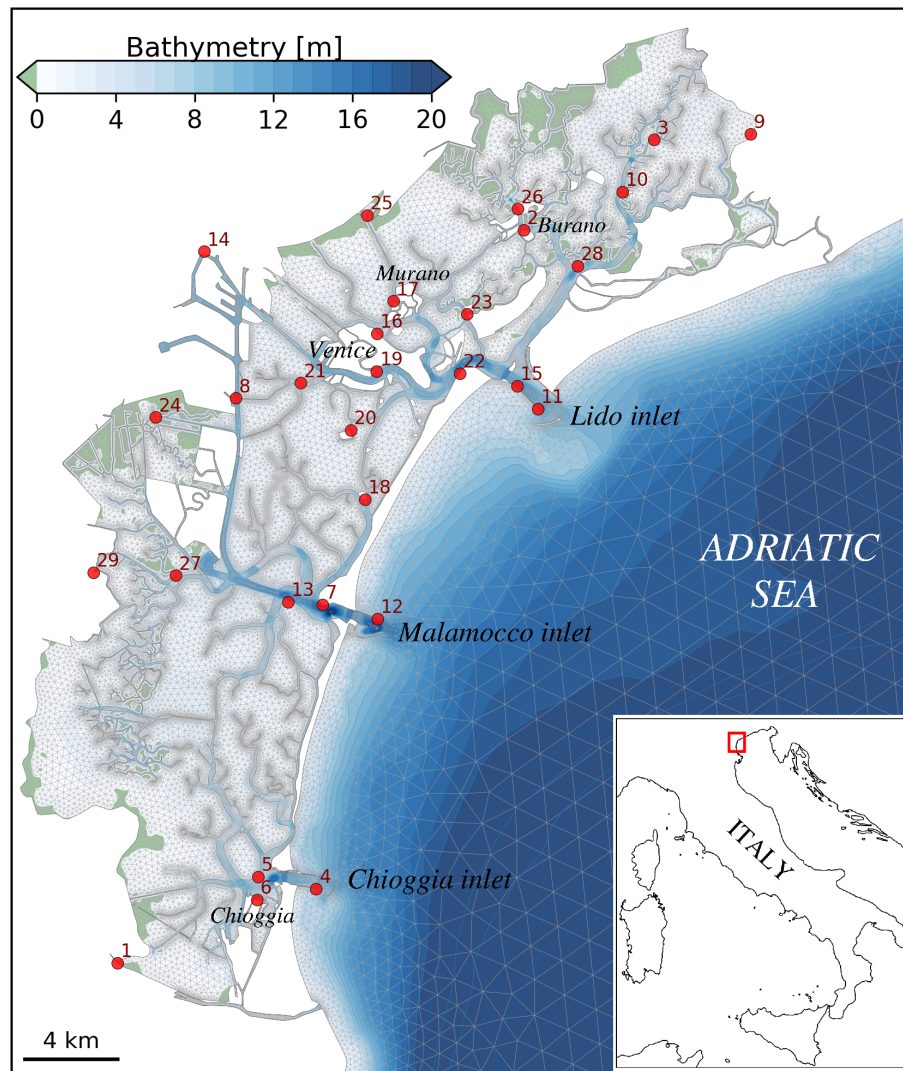 Bathymetry [m]
0 4 8 12 16 20
3
9
10
26
25
2
Burano
28
14
Murano
17
23
16
Venice
19
22
21
15
8
11
24
Lido inlet
20
18
ADRIATIC
SEA
29
27
13
7
12
Malamocco inlet
5
4
Chioggia inlet
6
Chioggia
ITALY
1
4 km